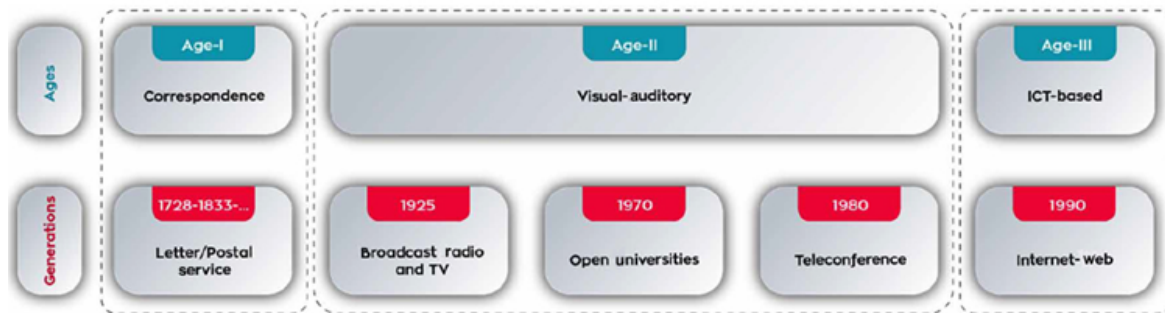 Ages
Age-I
Correspondence
Age-II
Visual-auditory
Age-III
ICT-based
Generations
1728-1833-...
Letter/Postal
service
1925
Broadcast radio
and TV
1970
Open universities
1980
Teleconference
1990
Internet-web